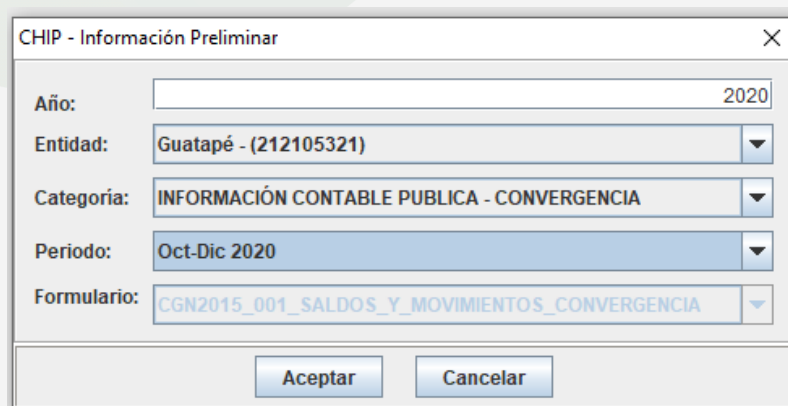 CHIP - Información Preliminar
Año: 2020
Entidad: Guatapé - (212105321)
Categoría: INFORMACIÓN CONTABLE PUBLICA - CONVERGENCIA
Periodo: Oct-Dic 2020
Formulario: CGN2015_001_SALDOS_Y_MOVIMIENTOS_CONVERGENCIA
Aceptar Cancelar